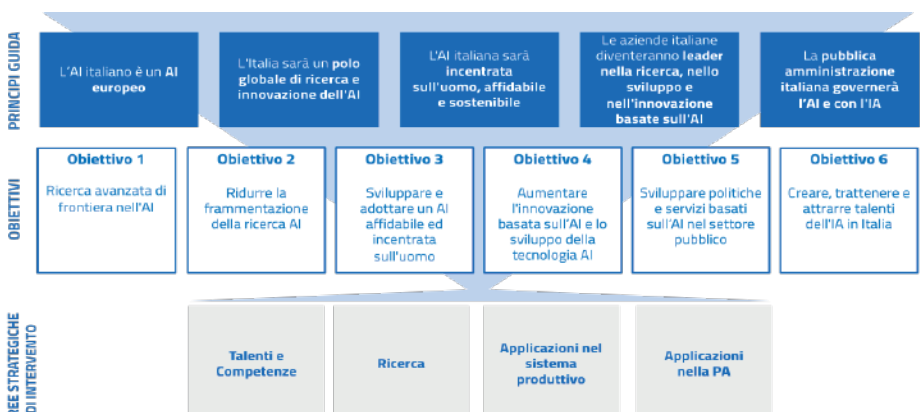 PRINCIPI GUIDA
L'AI italiano è un AI
europeo
L'Italia sarà un polo
globale di ricerca e
innovazione dell'AI
L'AI italiana sarà
incentrata
sull'uomo, affidabile
e sostenibile
Le aziende italiane
diventeranno leader
nella ricerca, nello
sviluppo e
nell'innovazione
basate sull'AI
La pubblica
amministrazione
italiana governerà
l'AI e con l'IA
OBIETTIVI
Obiettivo 1
Ricerca avanzata di
frontiera nell'AI
Obiettivo 2
Ridurre la
frammentazione
della ricerca AI
Obiettivo 3
Sviluppare e
adottare un AI
affidabile ed
incentrata
sull'uomo
Obiettivo 4
Aumentare
l'innovazione
basata sull'AI e lo
sviluppo della
tecnologia AI
Obiettivo 5
Sviluppare politiche
e servizi basati
sull'AI nel settore
pubblico
Obiettivo 6
Creare, trattenere e
attrarre talenti
dell'IA in Italia
REE STRATEGICHE
DI INTERVENTO
Talenti e
Competenze
Ricerca
Applicazioni nel
sistema
produttivo
Applicazioni
nella PA